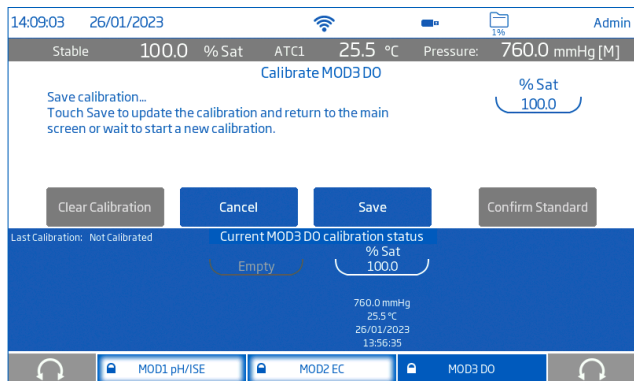 14:09:03 26/01/2023 1% Admin
Stable 100.0 % Sat ATC1 25.5 °C Pressure: 760.0 mmHg [M]
Calibrate MOD3 DO
Save calibration...
Touch Save to update the calibration and return to the main
screen or wait to start a new calibration.
% Sat
100.0
Clear Calibration Cancel Save Confirm Standard
Last Calibration: Not Calibrated Current MOD3 DO calibration status
Empty
% Sat
100.0
760.0 mmHg
25.5 °C
26/01/2023
13:56:35
MOD1 pH/ISE MOD2 EC MOD3 DO